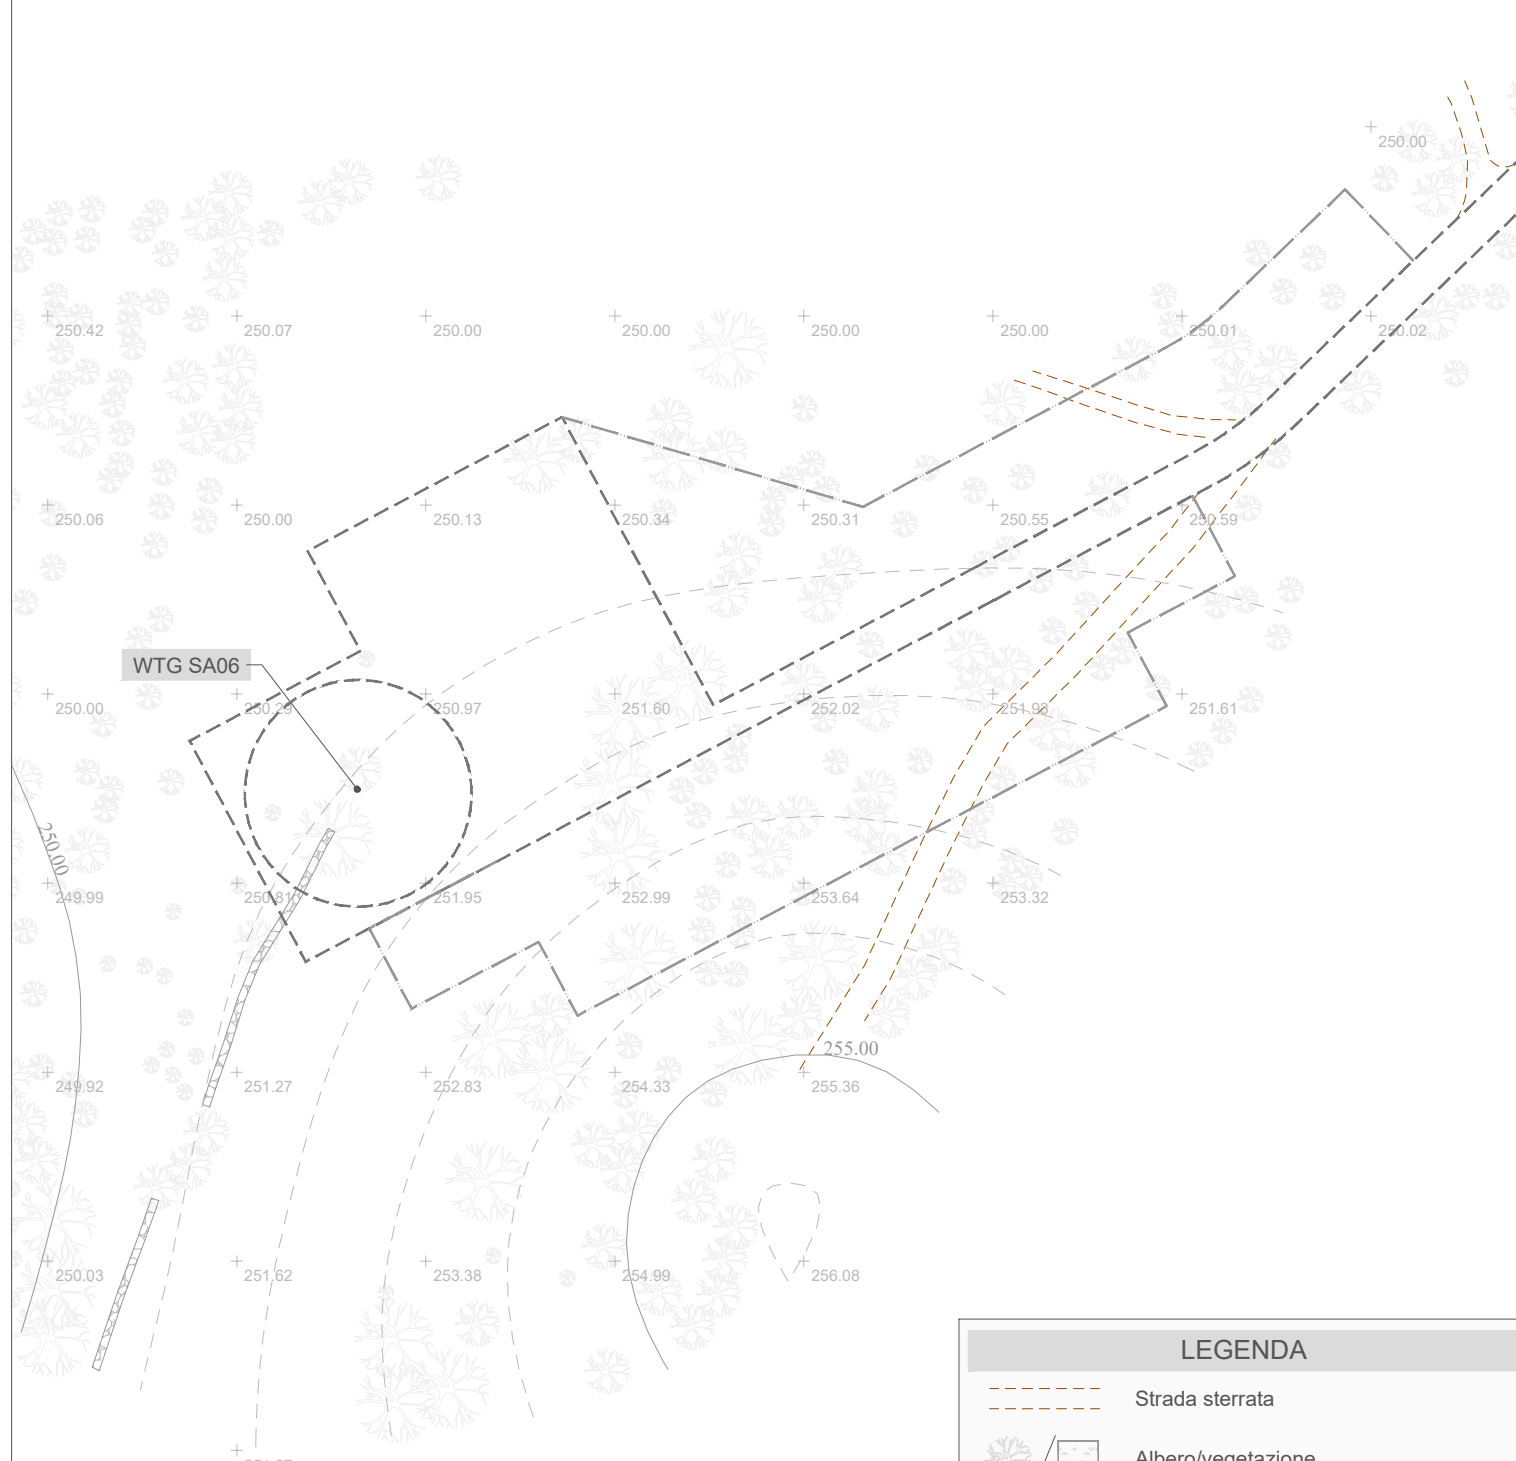 250.00
250.42 250.07 250.00 250.00 250.00 250.00 250.01 250.02
250.06 250.00 250.13 250.34 250.31 250.55 250.59
WTG SA06
250.00 250.29 250.97 251.60 252.02 251.93 251.61
250.00
249.99 250.81 251.95 252.99 253.64 253.32
255.00
249.92 251.27 252.83 254.33 255.36
250.03 251.62 253.38 254.99 256.08
LEGENDA
Strada sterrata
Albero/vegetazione